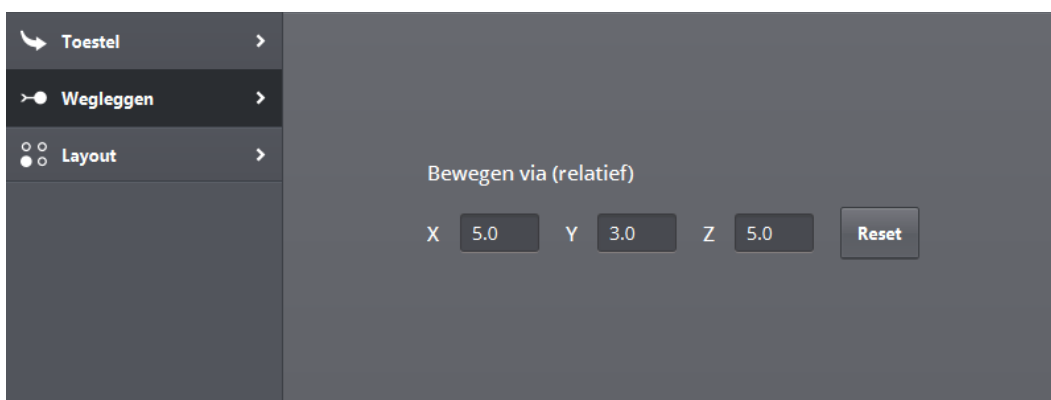 Toestel
Wegleggen
Layout
Bewegen via (relatief)
X 5.0 Y 3.0 Z 5.0 Reset